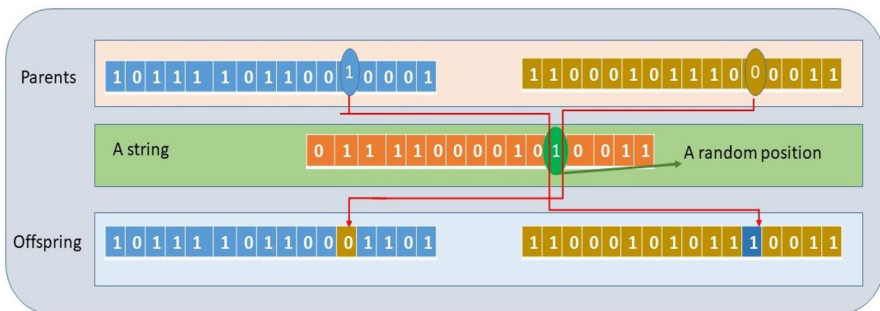 Parents
1 0 1 1 1 1 0 1 1 0 0 1 0 0 0 1
1 1 0 0 0 1 0 1 1 1 0 0 0 0 1 1
A string
0 1 1 1 1 0 0 0 0 1 0 1 0 0 1 1
A random position
Offspring
1 0 1 1 1 1 0 1 1 0 0 0 1 1 0 1
1 1 0 0 0 1 0 1 0 1 1 1 0 0 1 1